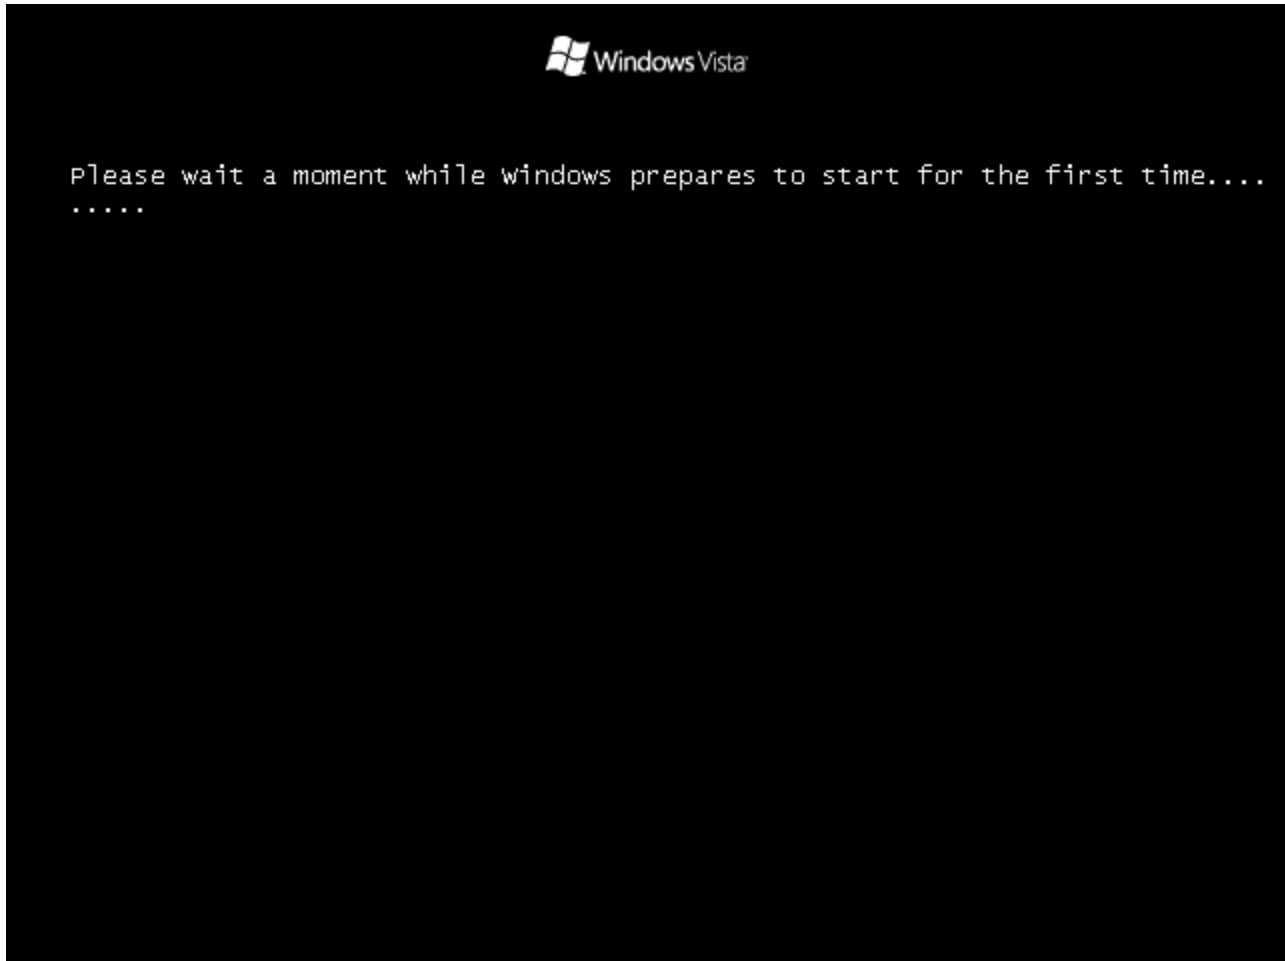 Windows Vista
Please wait a moment while Windows prepares to start for the first time....
.....